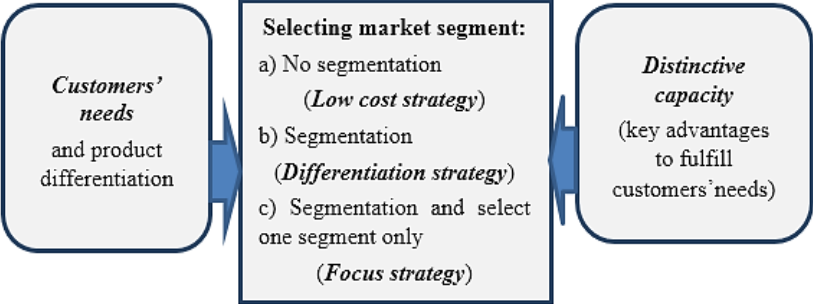 Customers’
needs
and product
differentiation
Selecting market segment:
a) No segmentation
(Low cost strategy)
b) Segmentation
(Differentiation strategy)
c) Segmentation and select
one segment only
(Focus strategy)
Distinctive
capacity
(key advantages
to fulfill
customers’needs)